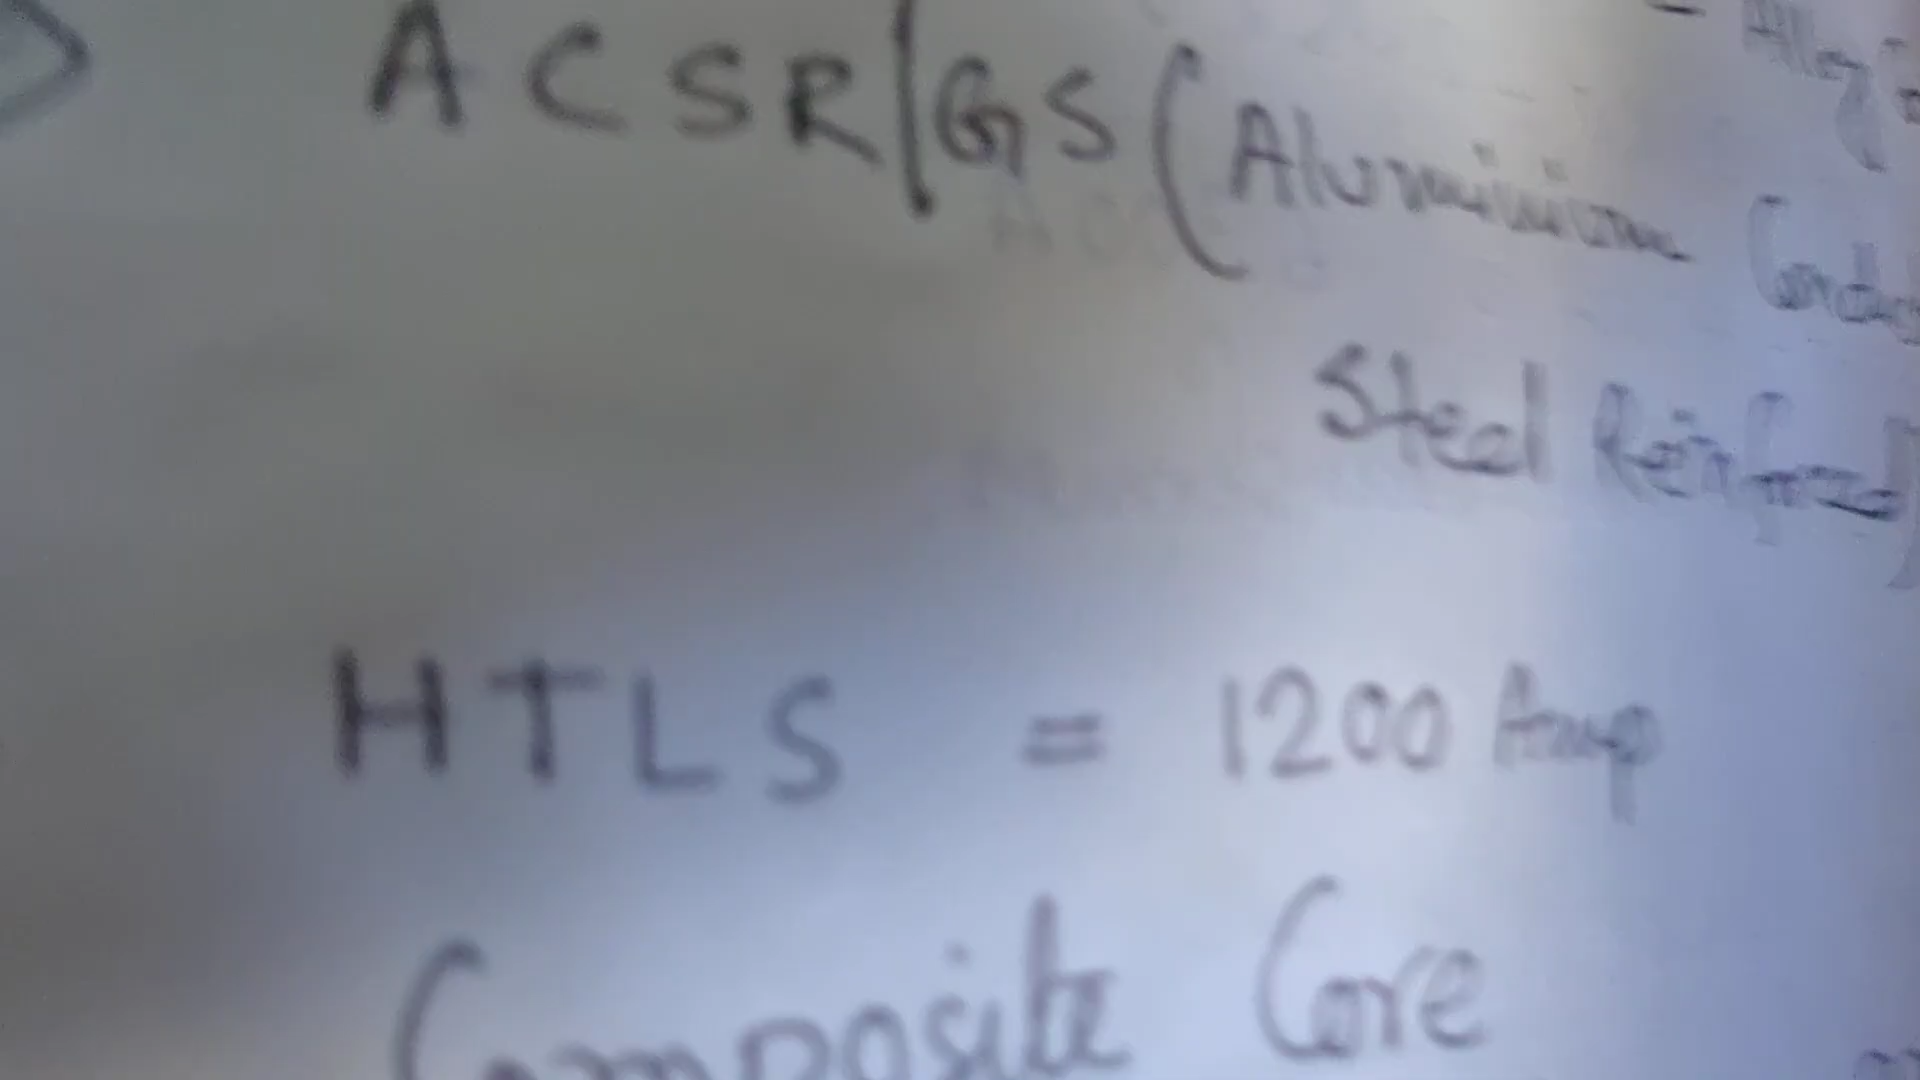 ACSR/GS (Aluminium
Steel Reinforced)
HTLS = 1200 Amp
Composite Core